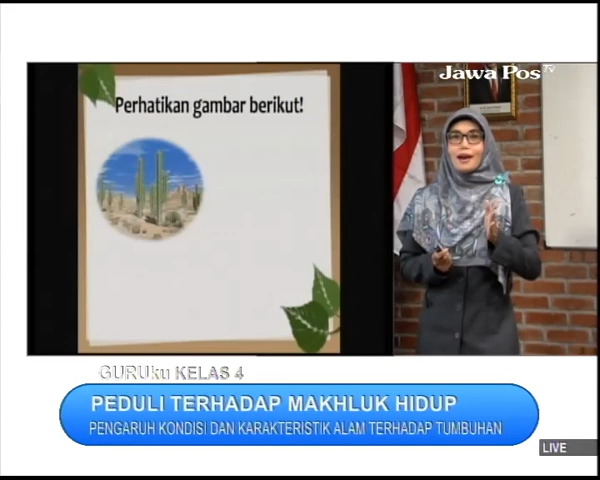 Jawa Pos TV
Perhatikan gambar berikut!
GURUku KELAS 4
PEDULI TERHADAP MAKHLUK HIDUP
PENGARUH KONDISI DAN KARAKTERISTIK ALAM TERHADAP TUMBUHAN
LIVE